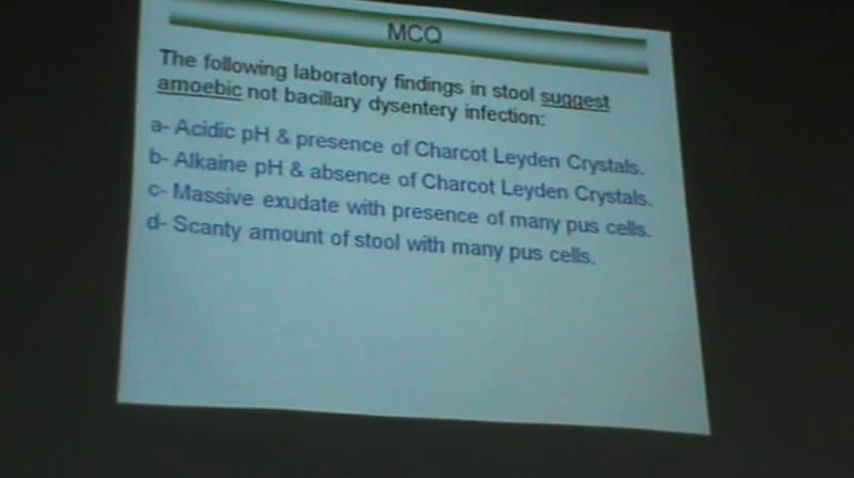 MCQ
The following laboratory findings in stool suggest
amoebic not bacillary dysentery infection:
a- Acidic pH & presence of Charcot Leyden Crystals.
b- Alkaine pH & absence of Charcot Leyden Crystals.
c- Massive exudate with presence of many pus cells.
d- Scanty amount of stool with many pus cells.